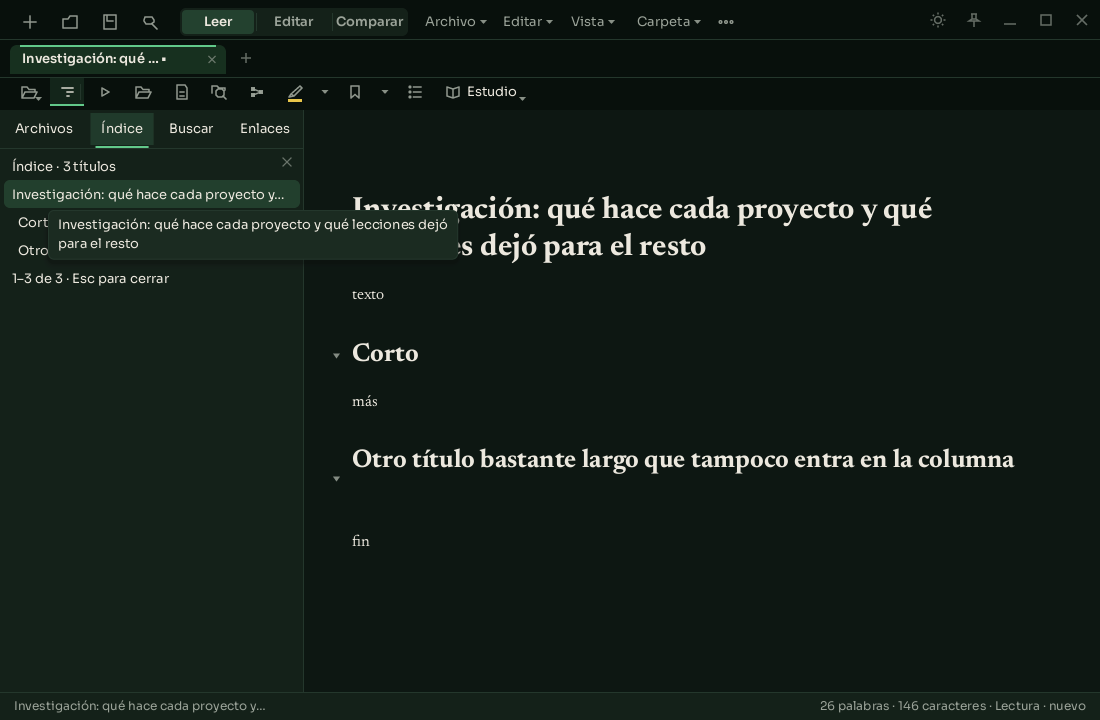 Leer Editar Comparar Archivo Editar Vista Carpeta
Investigación: qué ... •
Estudio
Archivos Índice Buscar Enlaces
Índice · 3 títulos
Investigación: qué hace cada proyecto y...
Cort
Otro
Investigación: qué hace cada proyecto y qué lecciones dejó
para el resto
1–3 de 3 · Esc para cerrar
Investigación: qué hace cada proyecto y qué
es dejó para el resto
texto
Corto
más
Otro título bastante largo que tampoco entra en la columna
fin
Investigación: qué hace cada proyecto y...
26 palabras · 146 caracteres · Lectura · nuevo